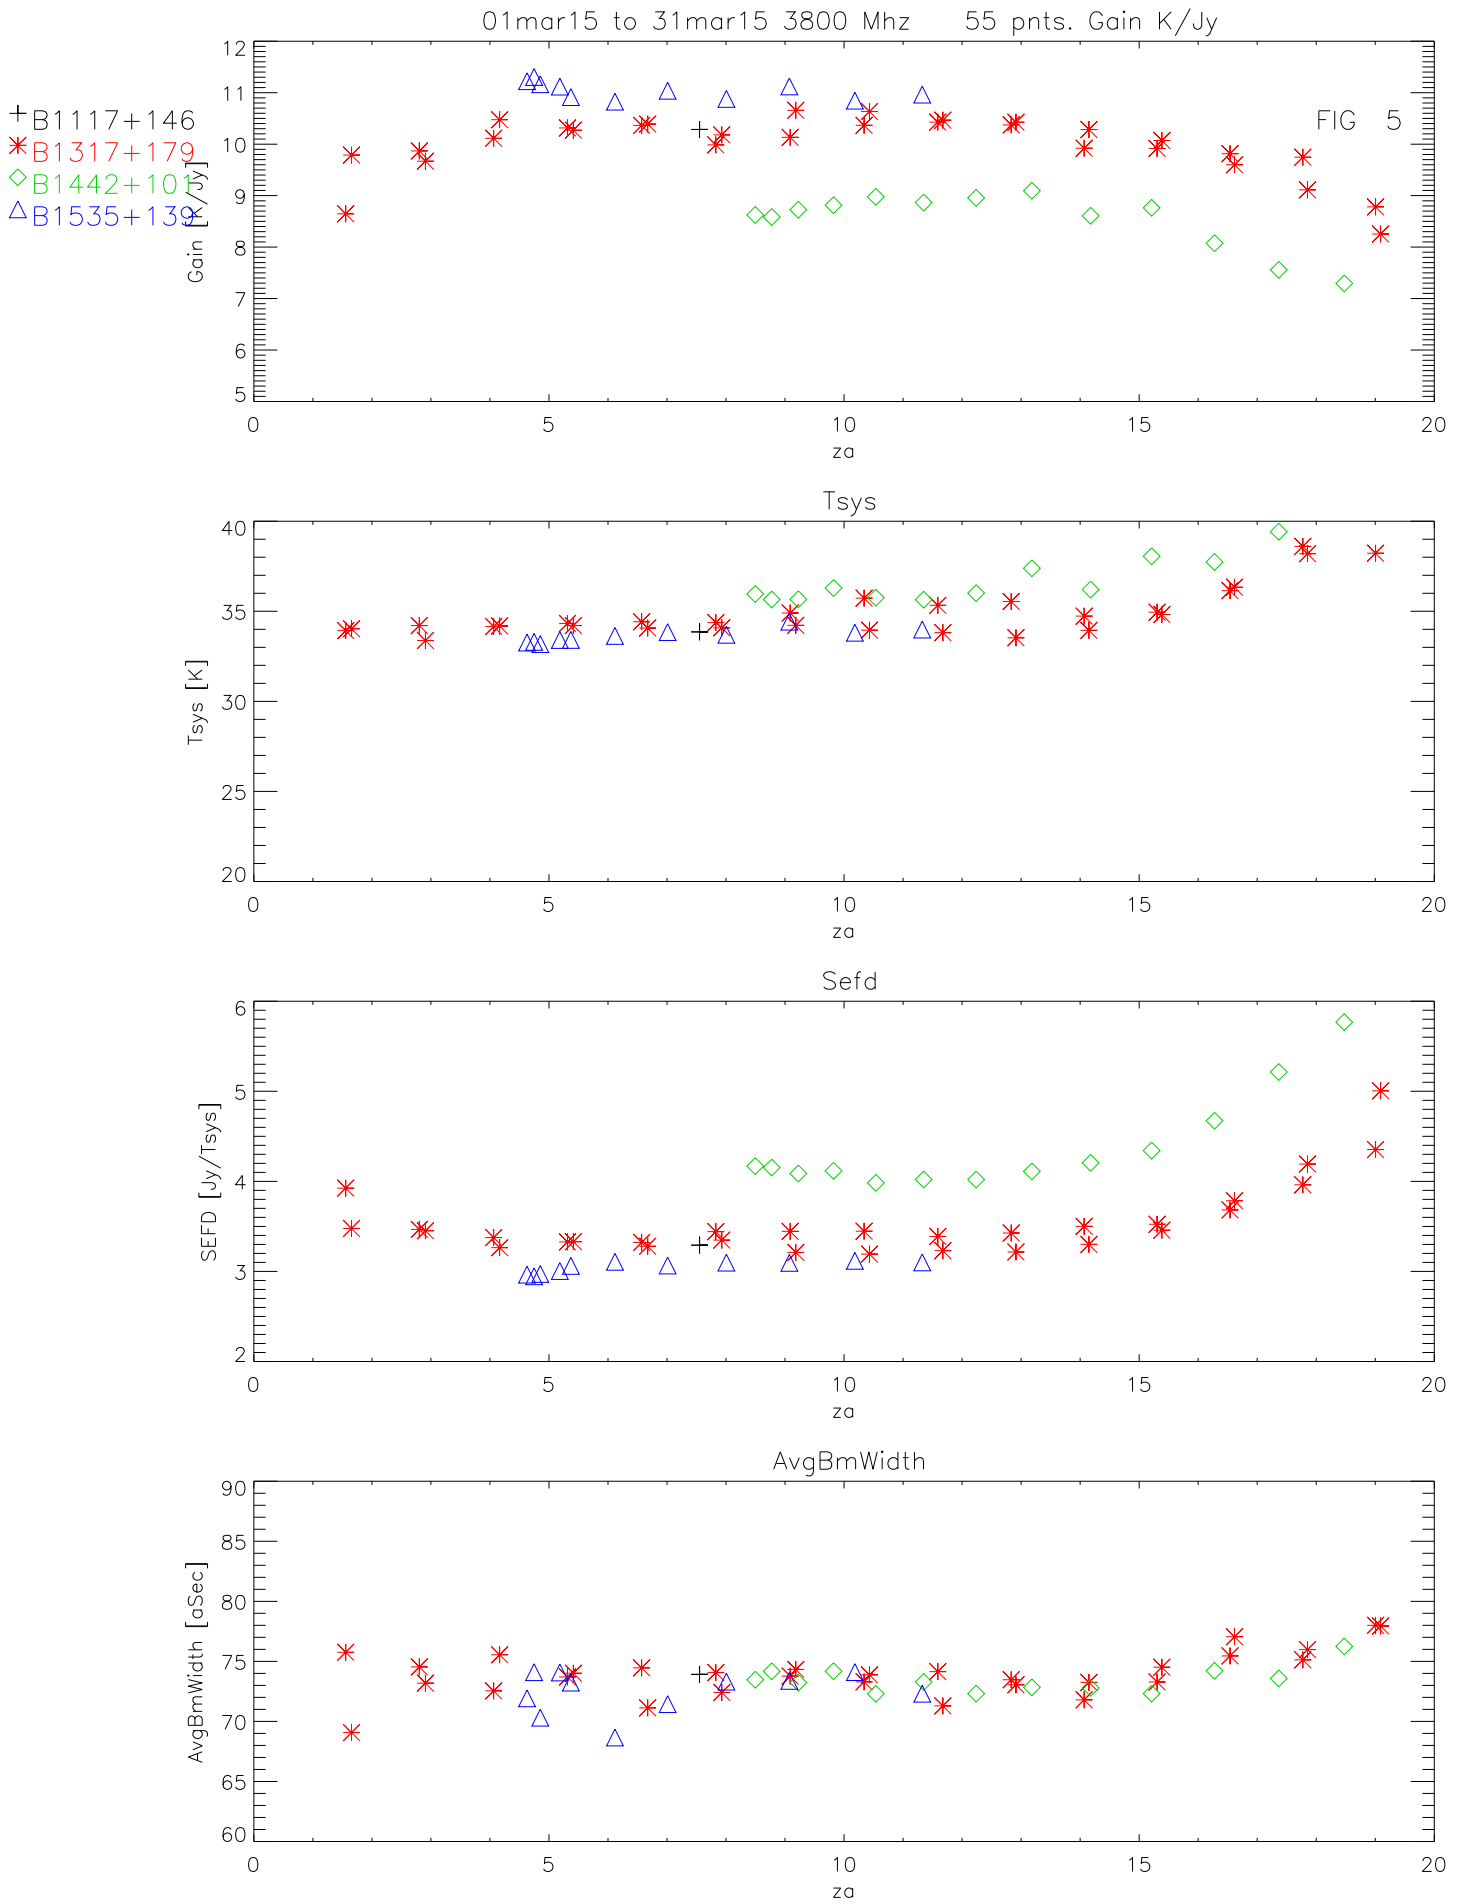 01mar15 to 31mar15 3800 Mhz 55 pnts. Gain K/Jy
FIG 5
B1117+146
B1317+179
B1442+101
B1535+139
Gain [K/Jy]
12
11
10
9
8
7
6
5
0 5 10 15 20
za
Tsys
Tsys [K]
40
35
30
25
20
0 5 10 15 20
za
Sefd
SEFD [Jy/Tsys]
6
5
4
3
2
0 5 10 15 20
za
AvgBmWidth
AvgBmWidth [aSec]
90
85
80
75
70
65
60
0 5 10 15 20
za